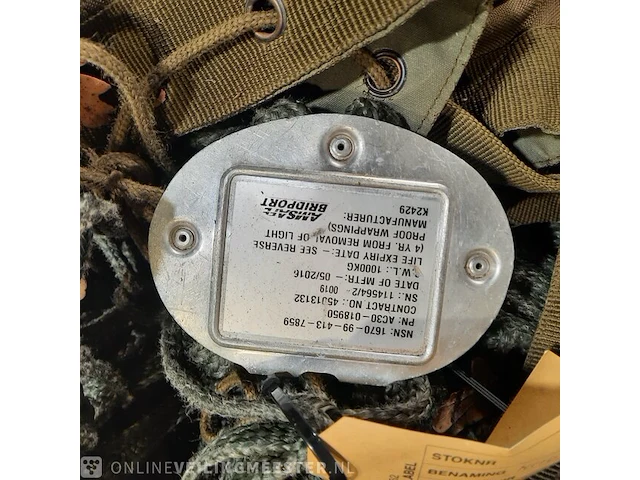 NSN: 1670-99-413-7859
PN: AC30-018950
CONTRACT NO.: 45013132
0019
SN.: 114564/2
DATE OF MFTR: - 05/2016
W.L.: 1000KG
LIFE EXPIRY DATE: - SEE REVERSE
(4 YR. FROM REMOVAL OF LIGHT
PROOF WRAPPINGS)
MANUFACTURER:
AMSAFE
BRIDPORT
K2429
STOKNR
BENAMING
LABEL
ONLINEVEILINGMEESTER.NL